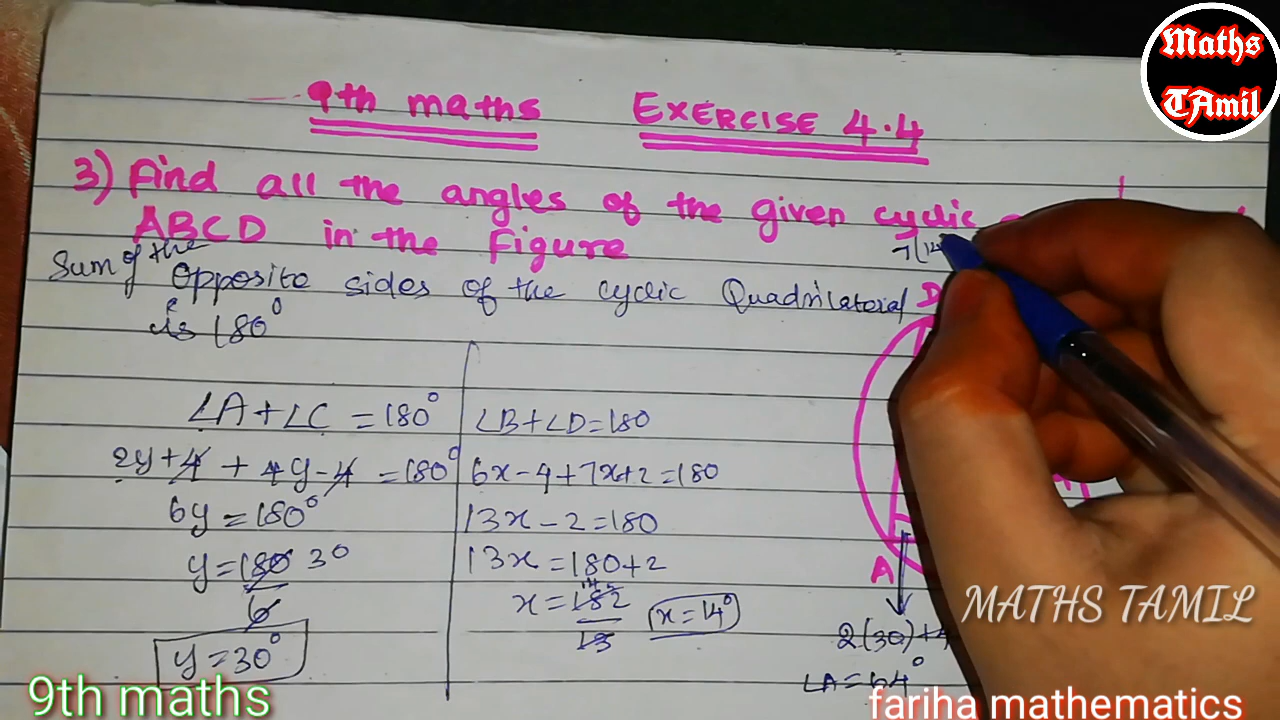 Maths
TAmil
9th maths EXERCISE 4.4
3) Find all the angles of the given cyclic
ABCD in the Figure
7(14
Sum of the opposite sides of the cyclic Quadrilateral D
is 180°
∠A+∠C = 180° ∠B+∠D=180
2y+4 + 4y-4 = 180° 6x-4+7x+2=180
6y = 180° 13x-2=180
y=180 30 13x=180+2
6 x=182 x=14°
13
y=30°
A
2(30)+4
∠A=64°
MATHS TAMIL
9th maths
fariha mathematics